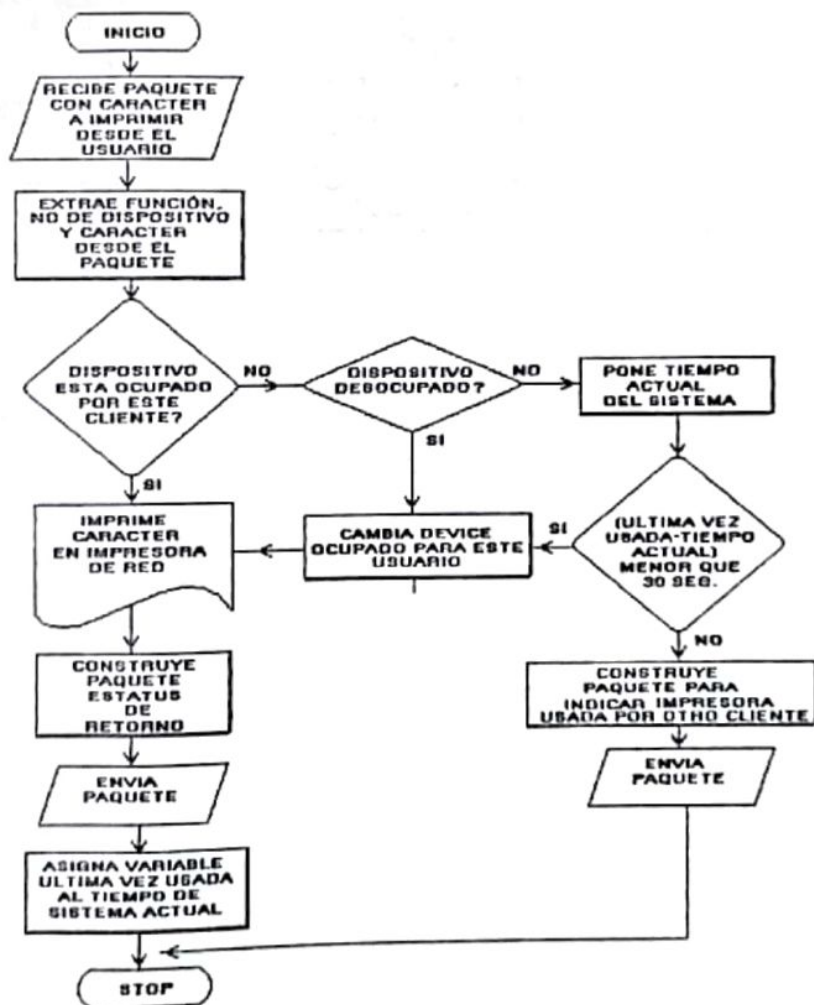 INICIO
RECIBE PAQUETE
CON CARACTER
A IMPRIMIR
DESDE EL
USUARIO
EXTRAE FUNCIÓN,
NO DE DISPOSITIVO
Y CARACTER
DESDE EL
PAQUETE
DISPOSITIVO
ESTA OCUPADO
POR ESTE
CLIENTE?
NO
DISPOSITIVO
DESOCUPADO?
NO
PONE TIEMPO
ACTUAL
DEL SISTEMA
SI
SI
IMPRIME
CARACTER
EN IMPRESORA
DE RED
CAMBIA DEVICE
OCUPADO PARA ESTE
USUARIO
SI
(ULTIMA VEZ
USADA-TIEMPO
ACTUAL)
MENOR QUE
30 SEG.
NO
CONSTRUYE
PAQUETE
ESTATUS
DE
RETORNO
CONSTRUYE
PAQUETE PARA
INDICAR IMPRESORA
USADA POR OTHO CLIENTE
ENVIA
PAQUETE
ENVIA
PAQUETE
ASIGNA VARIABLE
ULTIMA VEZ USADA
AL TIEMPO DE
SISTEMA ACTUAL
STOP